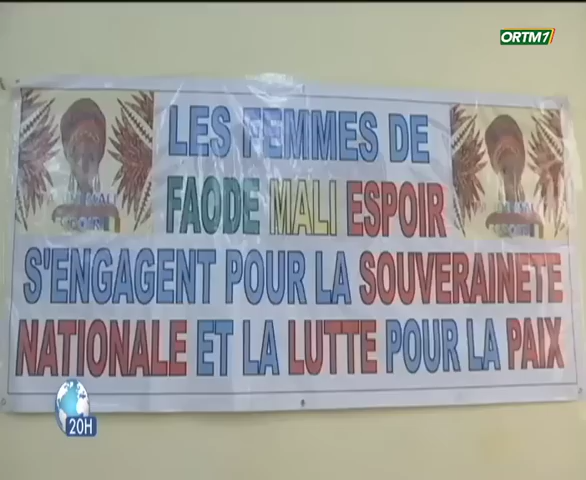 ORTM1
LES FEMMES DE
FAODE MALI ESPOIR
S'ENGAGENT POUR LA SOUVERAINETE
NATIONALE ET LA LUTTE POUR LA PAIX
20H